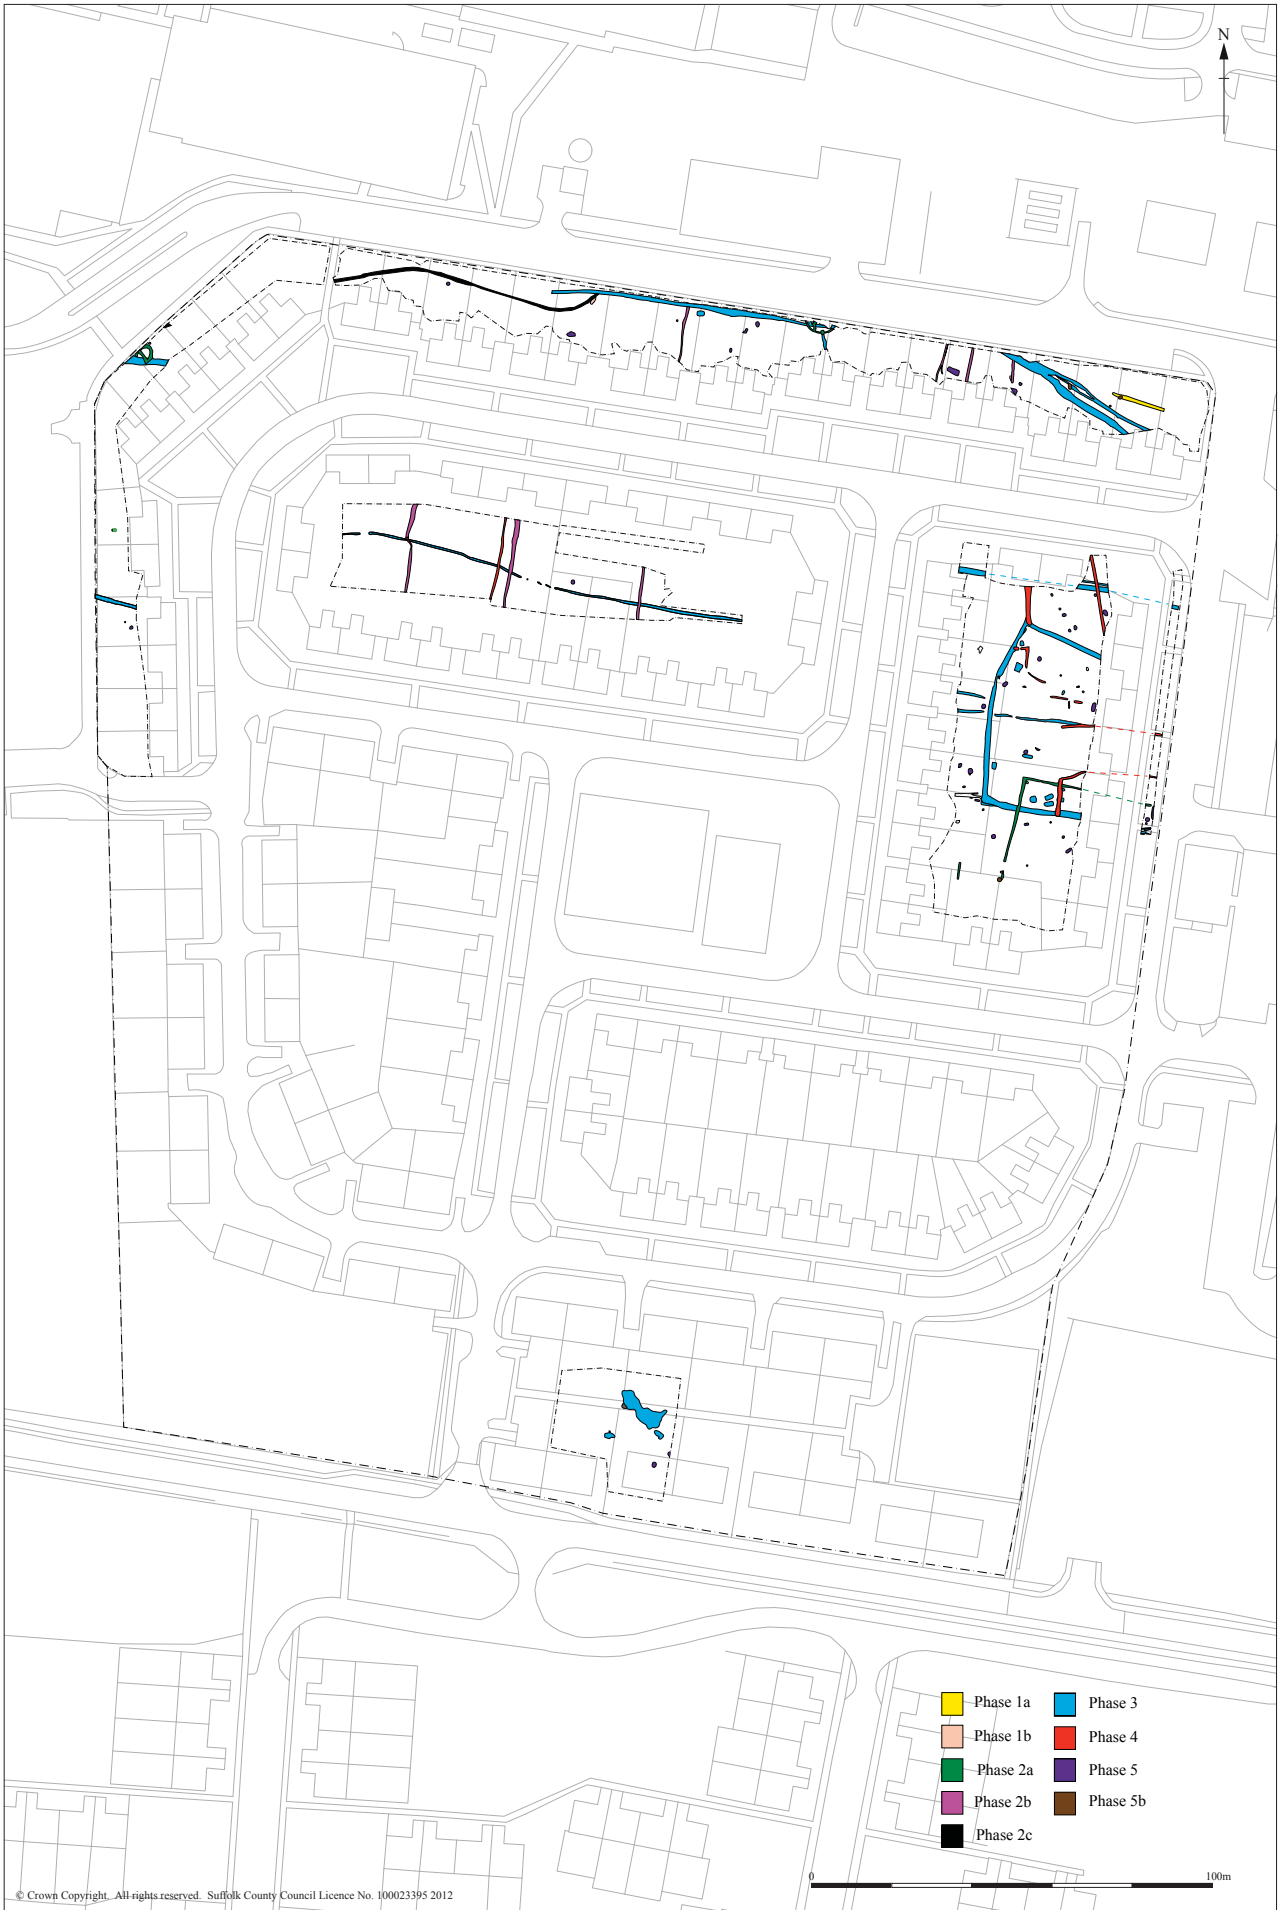 N
Phase 1a
Phase 3
Phase 1b
Phase 4
Phase 2a
Phase 5
Phase 2b
Phase 5b
Phase 2c
0
100m
© Crown Copyright. All rights reserved. Suffolk County Council Licence No. 100023395 2012